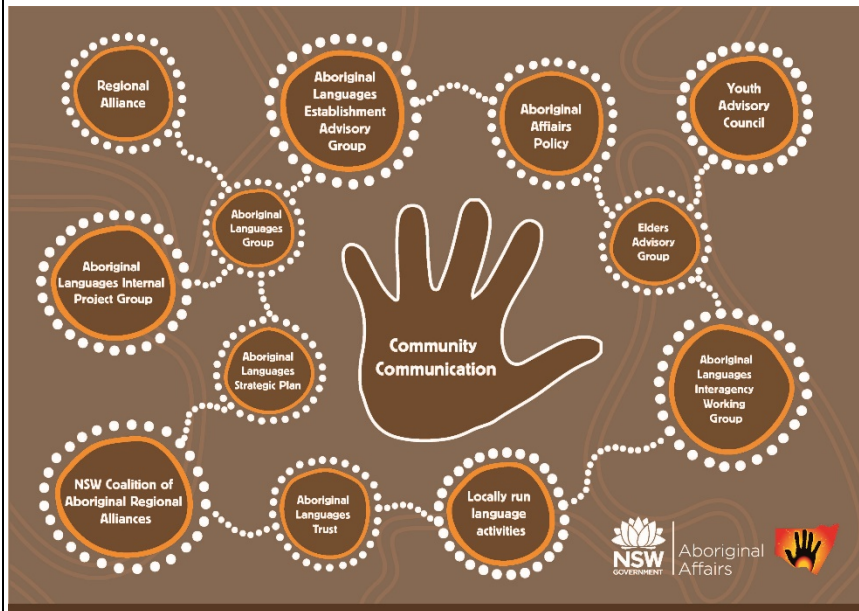 Regional
Alliance
Aboriginal
Languages
Establishment
Advisory
Group
Aboriginal
Affairs
Policy
Youth
Advisory
Council
Aboriginal
Languages
Group
Elders
Advisory
Group
Aboriginal
Languages Internal
Project Group
Community
Communication
Aboriginal
Languages
Strategic Plan
Aboriginal
Languages
Interagency
Working
Group
NSW Coalition of
Aboriginal Regional
Alliances
Aboriginal
Languages
Trust
Locally run
language
activities
NSW
GOVERNMENT
Aboriginal
Affairs